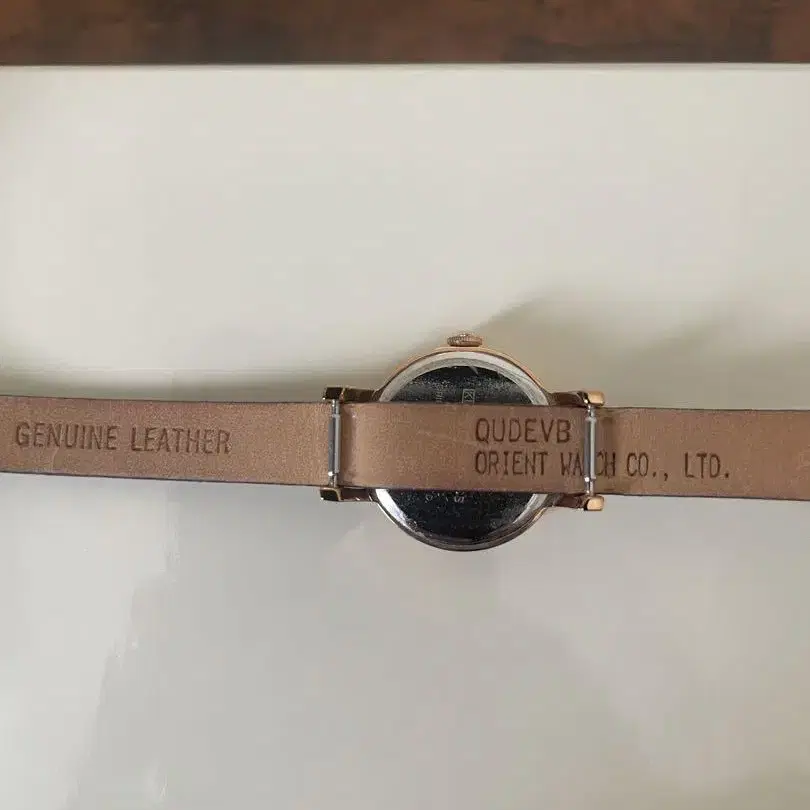 GENUINE LEATHER
QUDEVB
ORIENT WATCH CO., LTD.